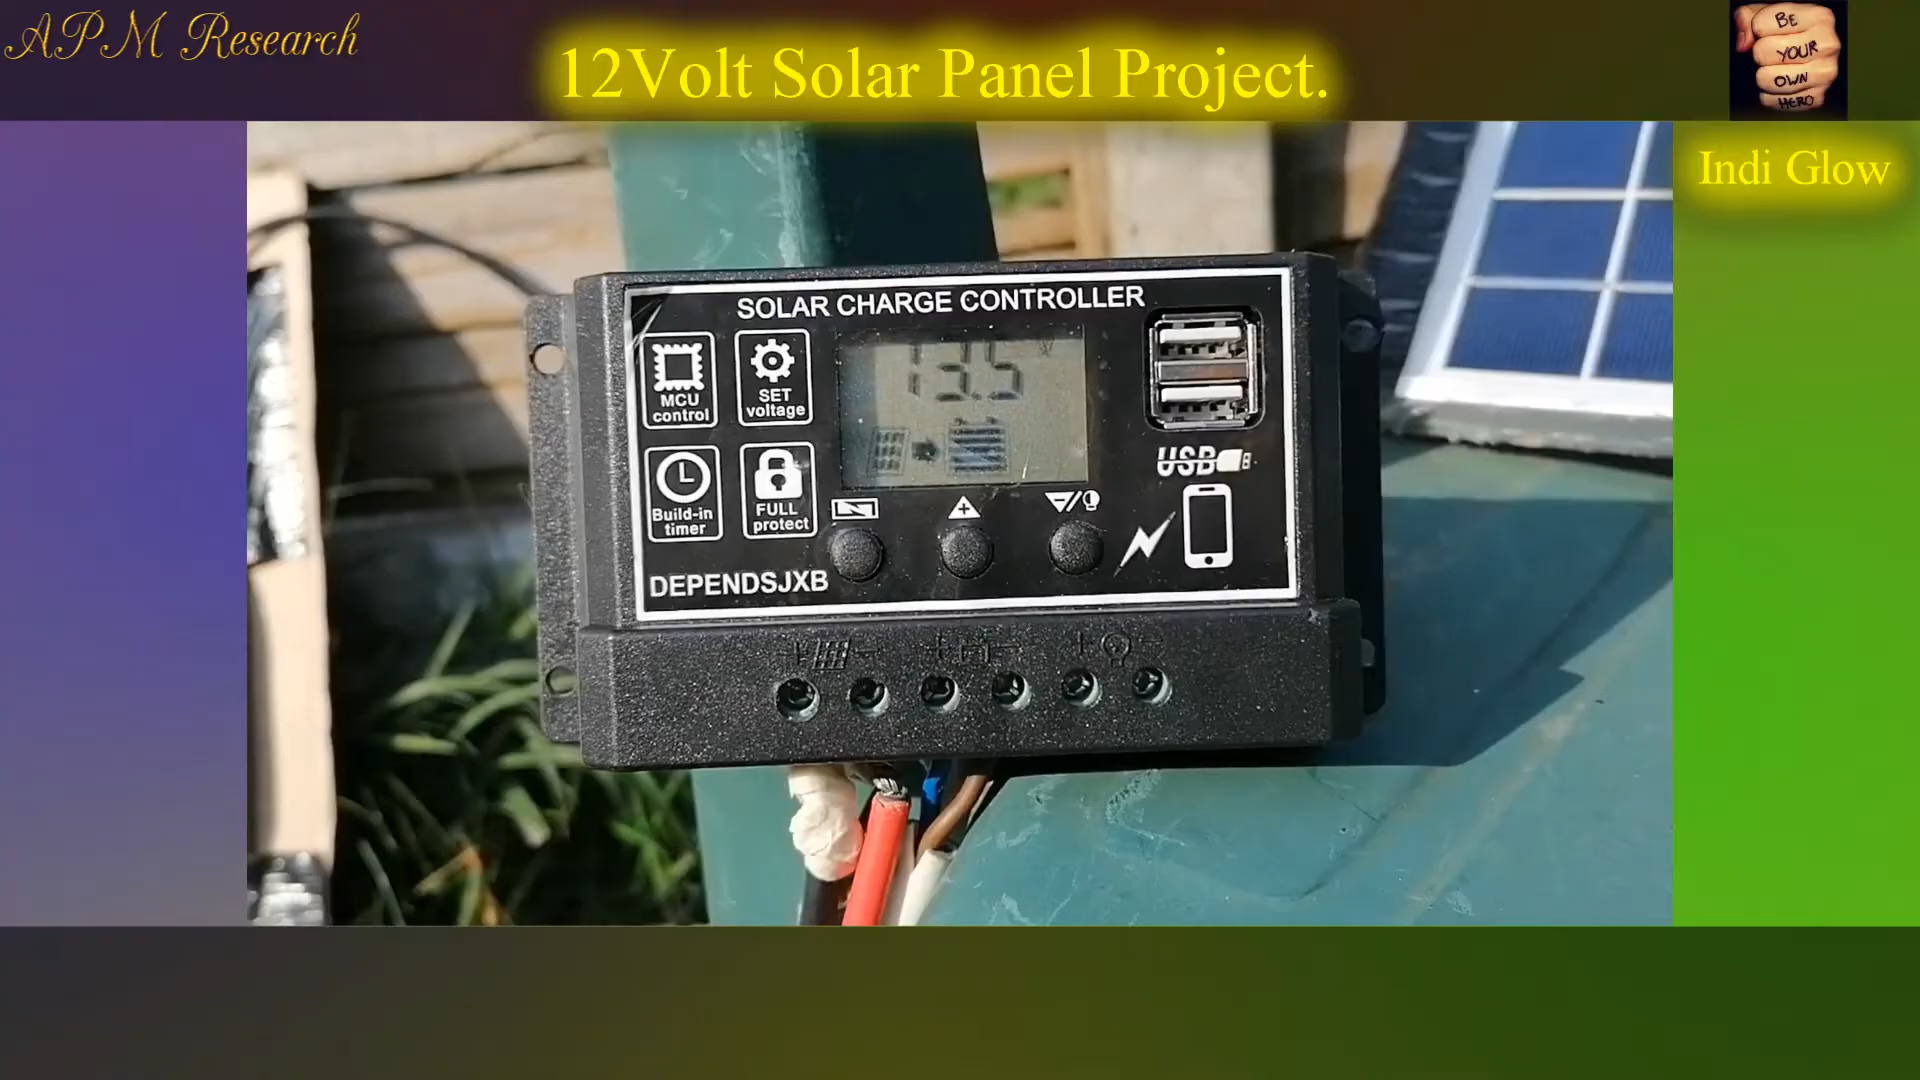 APM Research
12Volt Solar Panel Project.
BE
YOUR
OWN
HERO
Indi Glow
SOLAR CHARGE CONTROLLER
13.5 V
MCU
control
SET
voltage
Build-in
timer
FULL
protect
USB
DEPENDSJXB